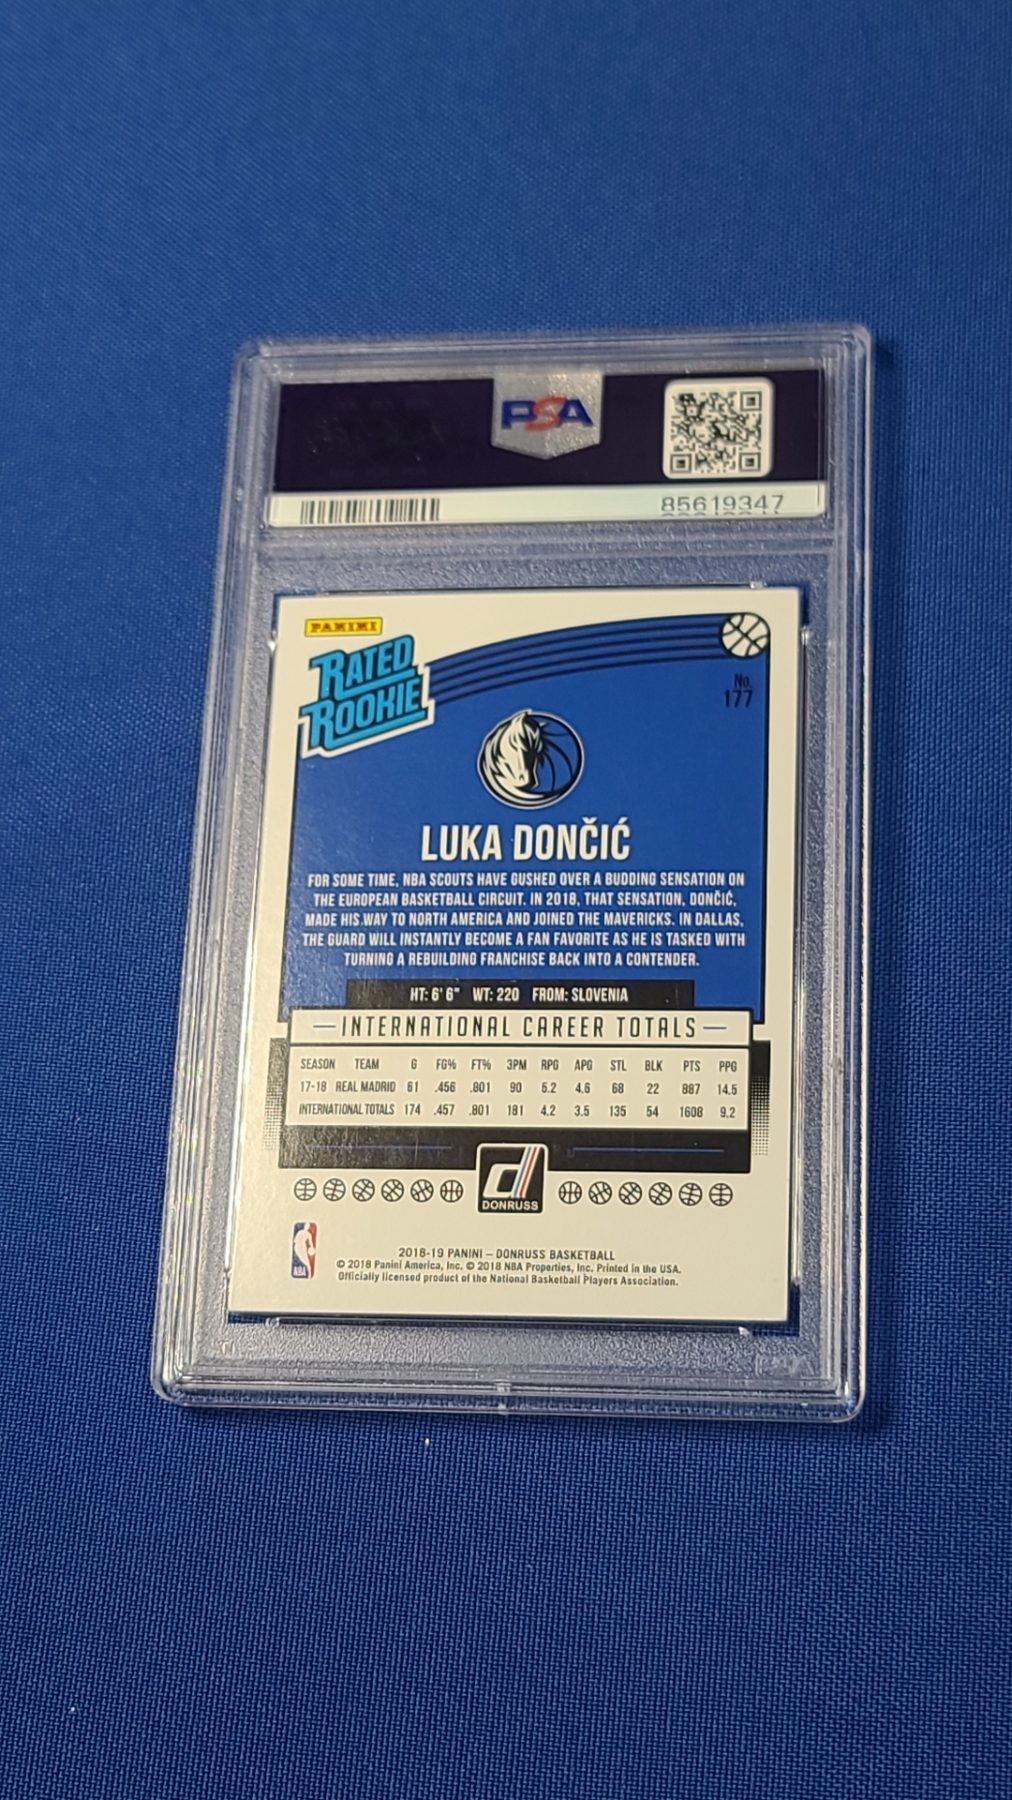 PSA
85619347
PANINI
RATED
ROOKIE
No.
177
LUKA DONČIĆ
FOR SOME TIME, NBA SCOUTS HAVE GUSHED OVER A BUDDING SENSATION ON
THE EUROPEAN BASKETBALL CIRCUIT. IN 2018, THAT SENSATION, DONČIĆ,
MADE HIS WAY TO NORTH AMERICA AND JOINED THE MAVERICKS. IN DALLAS,
THE GUARD WILL INSTANTLY BECOME A FAN FAVORITE AS HE IS TASKED WITH
TURNING A REBUILDING FRANCHISE BACK INTO A CONTENDER.
HT: 6' 6" WT: 220 FROM: SLOVENIA
INTERNATIONAL CAREER TOTALS
SEASON TEAM G FG% FT% 3PM RPG APG STL BLK PTS PPG
17-18 REAL MADRID 61 .456 .801 90 5.2 4.6 68 22 887 14.5
INTERNATIONAL TOTALS 174 .457 .801 181 4.2 3.5 135 54 1608 9.2
d
DONRUSS
NBA
2018-19 PANINI – DONRUSS BASKETBALL
© 2018 Panini America, Inc. © 2018 NBA Properties, Inc. Printed in the USA.
Officially licensed product of the National Basketball Players Association.